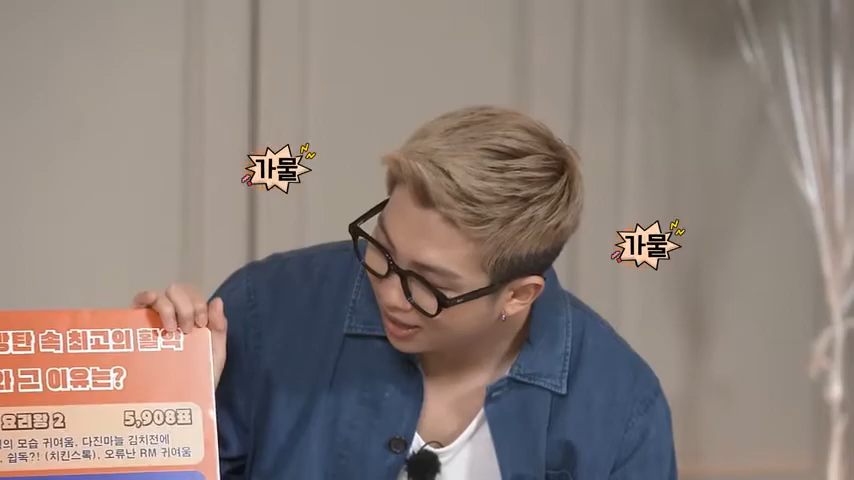 가물
가물
탄 속 최고의 활약
와 그 이유는?
요리왕 2 5,908표
의 모습 귀여움, 다진마늘 김치전에
쉽독?! (치킨스톡), 오류난 RM 귀여움